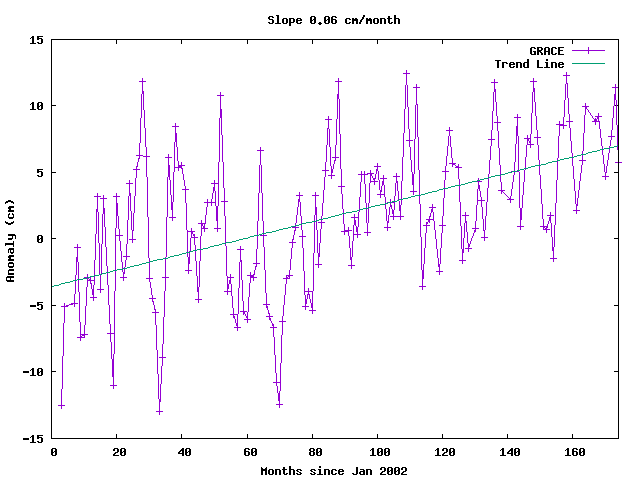 Slope 0.06 cm/month
GRACE
Trend Line
15
10
5
0
-5
-10
-15
Anomaly (cm)
0 20 40 60 80 100 120 140 160
Months since Jan 2002